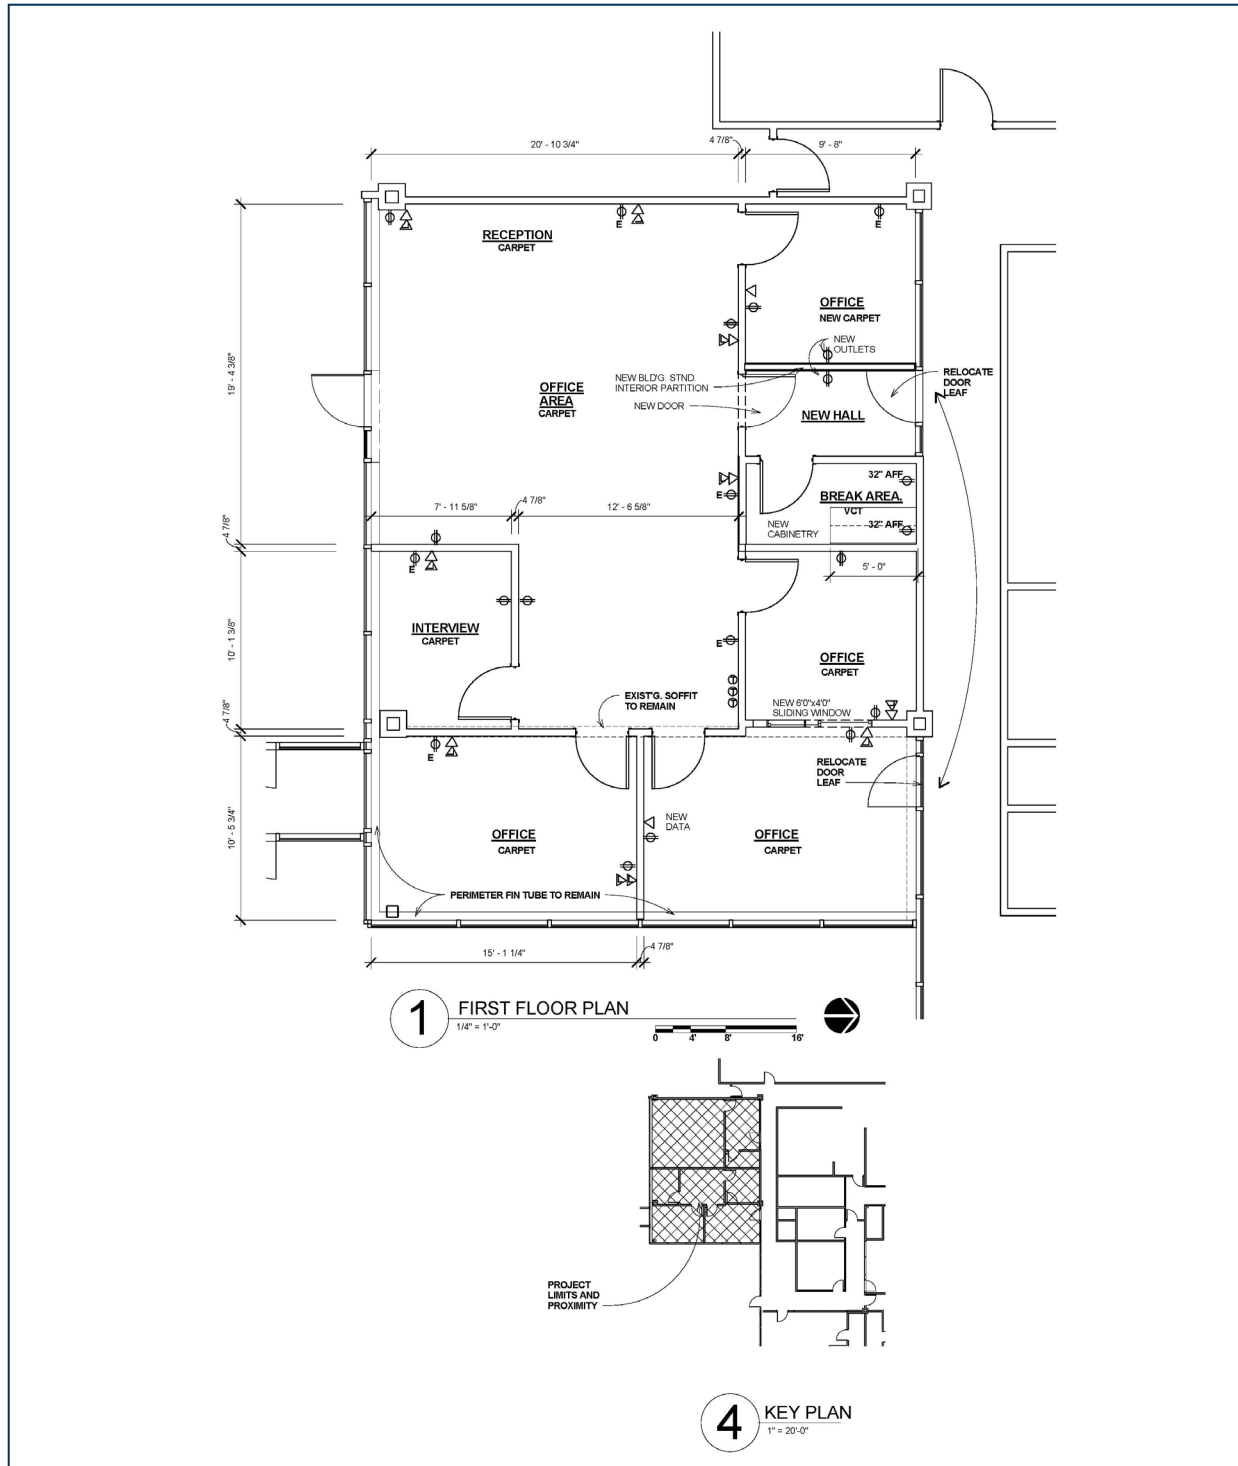 20' - 10 3/4"
4 7/8"
9' - 8"
RECEPTION
CARPET
E
E
OFFICE
NEW CARPET
NEW
OUTLETS
19' - 4 3/8"
NEW BLD'G. STND.
INTERIOR PARTITION
NEW DOOR
RELOCATE
DOOR
LEAF
OFFICE
AREA
CARPET
NEW HALL
32" AFF
BREAK AREA.
VCT
32" AFF
NEW
CABINETRY
E
7' - 11 5/8"
4 7/8"
12' - 6 5/8"
4 7/8"
5' - 0"
E
INTERVIEW
CARPET
10' - 1 3/8"
E
OFFICE
CARPET
EXIST'G. SOFFIT
TO REMAIN
NEW 6'0"x4'0"
SLIDING WINDOW
4 7/8"
E
RELOCATE
DOOR
LEAF
NEW
DATA
10' - 5 3/4"
OFFICE
CARPET
OFFICE
CARPET
PERIMETER FIN TUBE TO REMAIN
15' - 1 1/4"
4 7/8"
1 FIRST FLOOR PLAN
1/4" = 1'-0"
0 4' 8' 16'
PROJECT
LIMITS AND
PROXIMITY
4 KEY PLAN
1" = 20'-0"